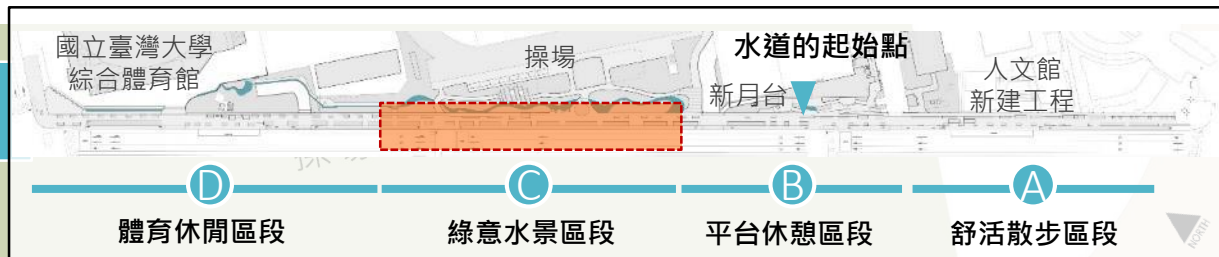 國立臺灣大學
綜合體育館
操場
水道的起始點
新月台
人文館
新建工程
D
C
B
A
體育休閒區段
綠意水景區段
平台休憩區段
舒活散步區段
NORTH